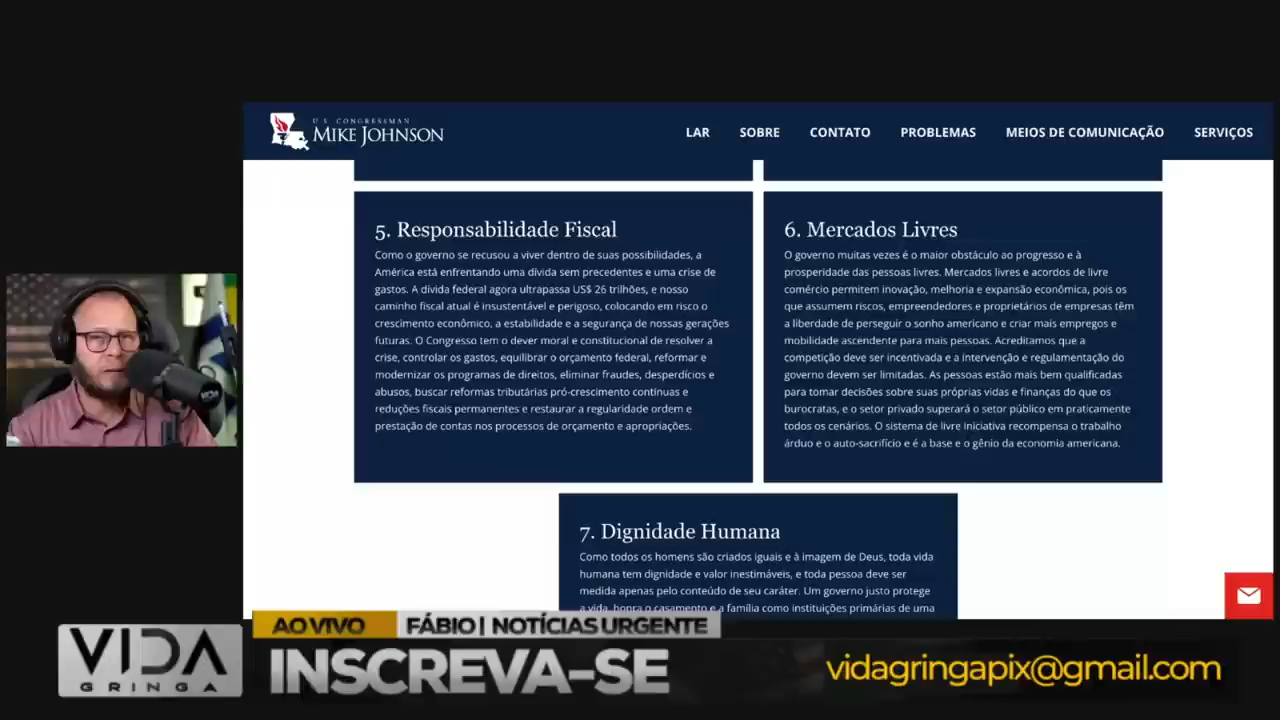 U.S. CONGRESSMAN
MIKE JOHNSON
LAR SOBRE CONTATO PROBLEMAS MEIOS DE COMUNICAÇÃO SERVIÇOS
5. Responsabilidade Fiscal
Como o governo se recusou a viver dentro de suas possibilidades, a
América está enfrentando uma dívida sem precedentes e uma crise de
gastos. A dívida federal agora ultrapassa US$ 26 trilhões, e nosso
caminho fiscal atual é insustentável e perigoso, colocando em risco o
crescimento econômico, a estabilidade e a segurança de nossas gerações
futuras. O Congresso tem o dever moral e constitucional de resolver a
crise, controlar os gastos, equilibrar o orçamento federal, reformar e
modernizar os programas de direitos, eliminar fraudes, desperdícios e
abusos, buscar reformas tributárias pró-crescimento contínuas e
reduções fiscais permanentes e restaurar a regularidade ordem e
prestação de contas nos processos de orçamento e apropriações.
6. Mercados Livres
O governo muitas vezes é o maior obstáculo ao progresso e à
prosperidade das pessoas livres. Mercados livres e acordos de livre
comércio permitem inovação, melhoria e expansão econômica, pois os
que assumem riscos, empreendedores e proprietários de empresas têm
a liberdade de perseguir o sonho americano e criar mais empregos e
mobilidade ascendente para mais pessoas. Acreditamos que a
competição deve ser incentivada e a intervenção e regulamentação do
governo devem ser limitadas. As pessoas estão mais bem qualificadas
para tomar decisões sobre suas próprias vidas e finanças do que os
burocratas, e o setor privado superará o setor público em praticamente
todos os cenários. O sistema de livre iniciativa recompensa o trabalho
árduo e o auto-sacrifício e é a base e o gênio da economia americana.
7. Dignidade Humana
Como todos os homens são criados iguais e à imagem de Deus, toda vida
humana tem dignidade e valor inestimáveis, e toda pessoa deve ser
medida apenas pelo conteúdo de seu caráter. Um governo justo protege
a vida, honra o casamento e a família como instituições primárias de uma
AO VIVO FÁBIO | NOTÍCIAS URGENTE
VIDA
GRINGA
INSCREVA-SE
vidagringapix@gmail.com